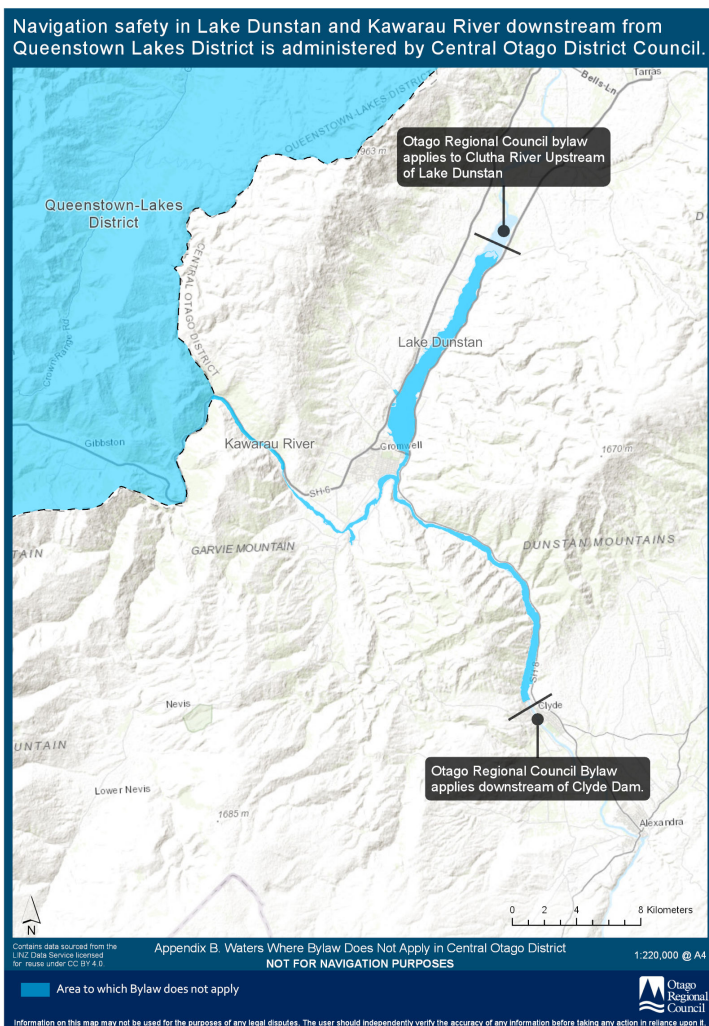 Navigation safety in Lake Dunstan and Kawarau River downstream from
Queenstown Lakes District is administered by Central Otago District Council.
Tarras
Bells-Ln
QUEENSTOWN-LAKES DISTRICT
963 m
Otago Regional Council bylaw
applies to Clutha River Upstream
of Lake Dunstan
Queenstown-Lakes
District
CENTRAL OTAGO DISTRICT
Crown-Range Rd
Lake Dunstan
Gibbston
Kawarau River
Cromwell
1670 m
SH-6
TAIN
GARVIE MOUNTAIN
DUNSTAN MOUNTAINS
SH-8
Nevis
Clyde
UNTAIN
Otago Regional Council Bylaw
applies downstream of Clyde Dam.
Lower Nevis
1685 m
Alexandra
N
0 2 4 8 Kilometers
Contains data sourced from the
LINZ Data Service licensed
for reuse under CC BY 4.0.
Appendix B. Waters Where Bylaw Does Not Apply in Central Otago District
NOT FOR NAVIGATION PURPOSES
1:220,000 @ A4
Area to which Bylaw does not apply
Otago
Regional
Council
Information on this map may not be used for the purposes of any legal disputes. The user should independently verify the accuracy of any information before taking any action in reliance upon it.